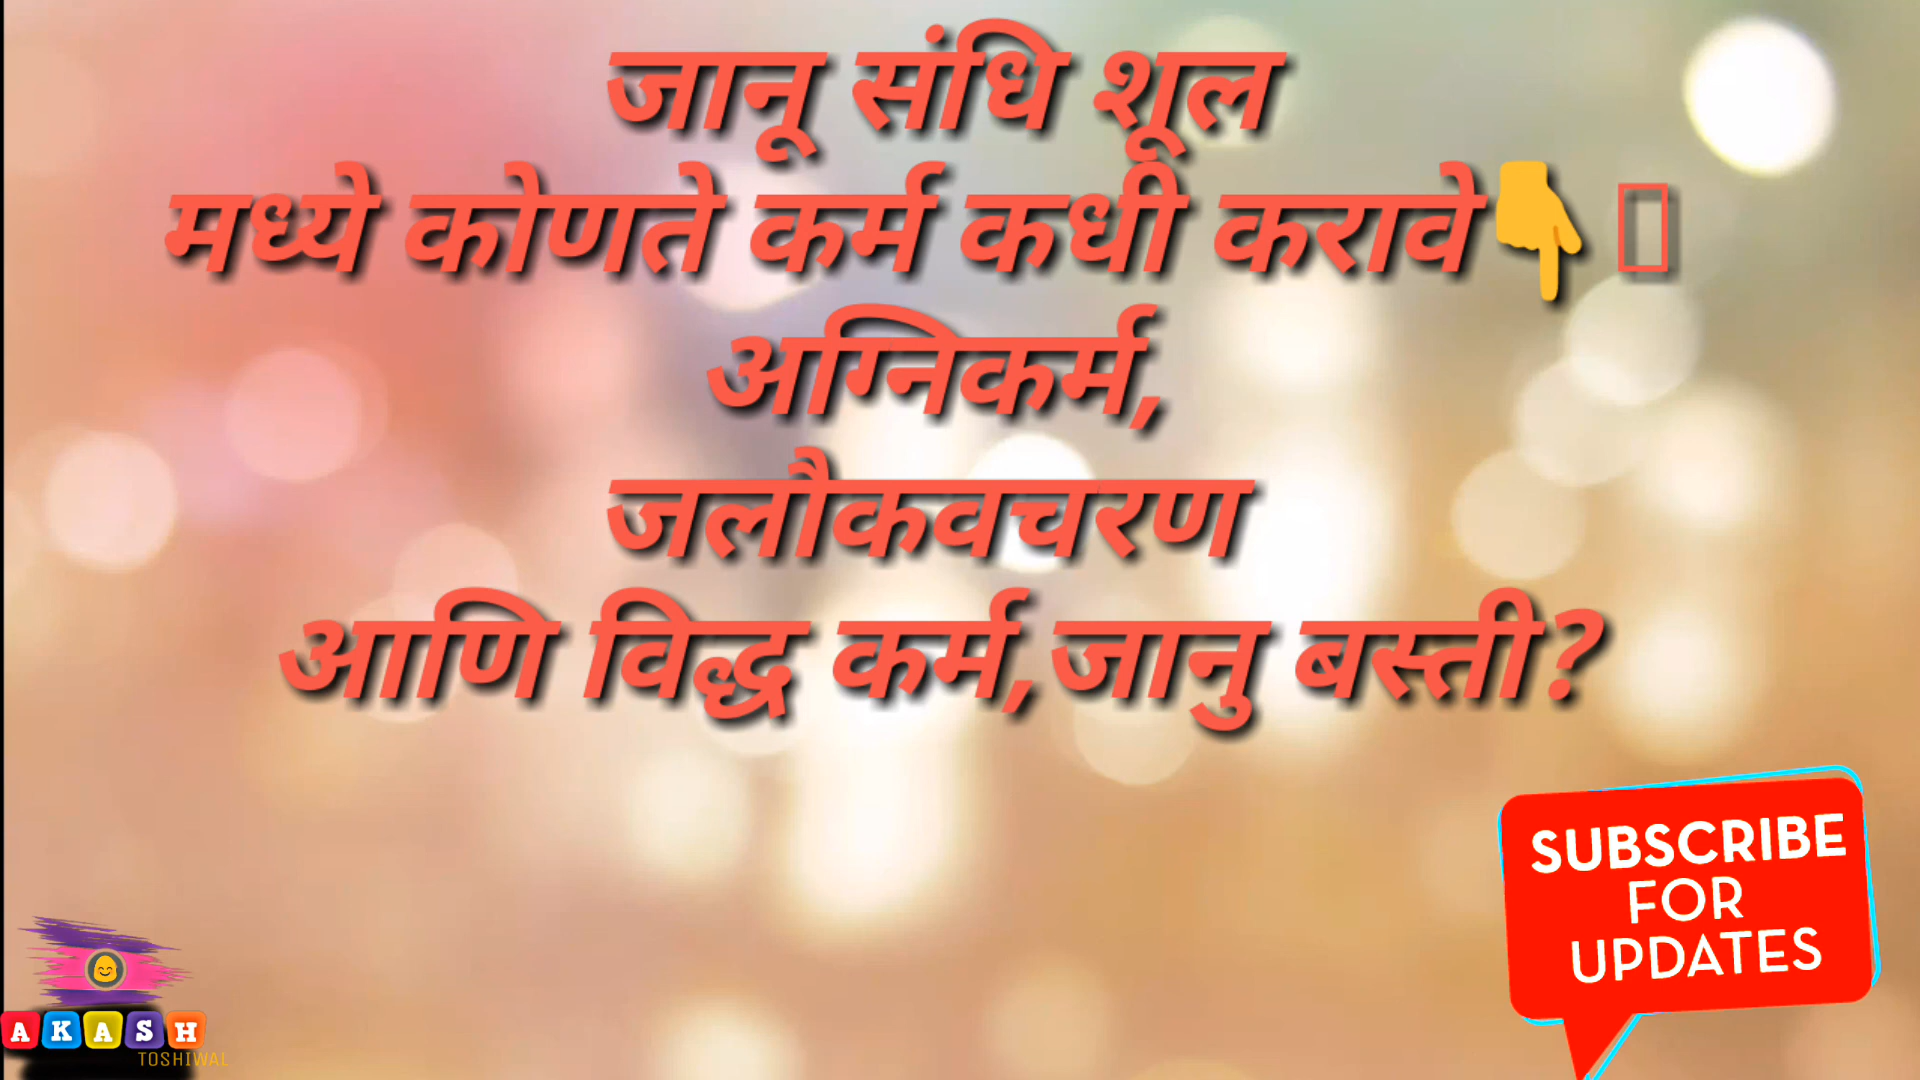 जानू संधि शूल
मध्ये कोणते कर्म कधी करावे👇
अग्निकर्म,
जलौकवचरण
आणि विद्ध कर्म,जानु बस्ती?
SUBSCRIBE
FOR
UPDATES
AKASH
TOSHIWAL